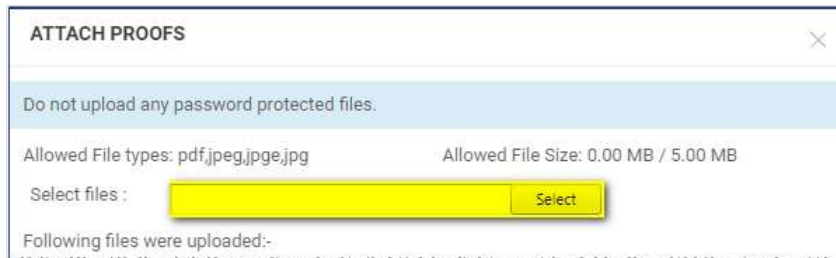 ATTACH PROOFS
Do not upload any password protected files.
Allowed File types: pdf,jpeg,jpge,jpg Allowed File Size: 0.00 MB / 5.00 MB
Select files : Select
Following files were uploaded:-